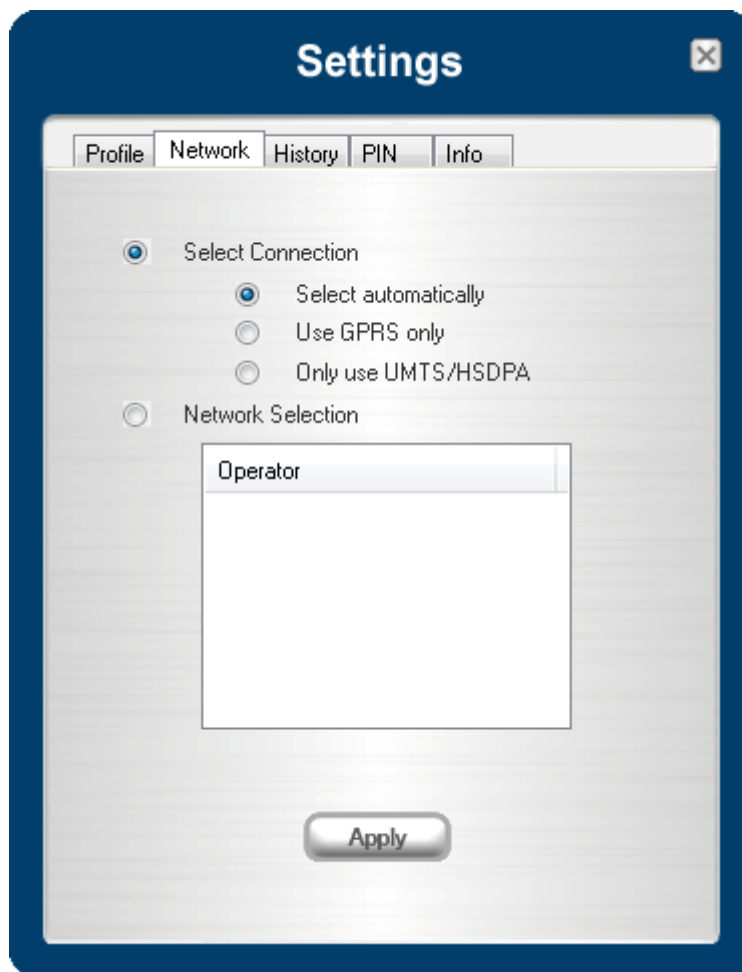 Settings
Profile Network History PIN Info
Select Connection
Select automatically
Use GPRS only
Only use UMTS/HSDPA
Network Selection
Operator
Apply